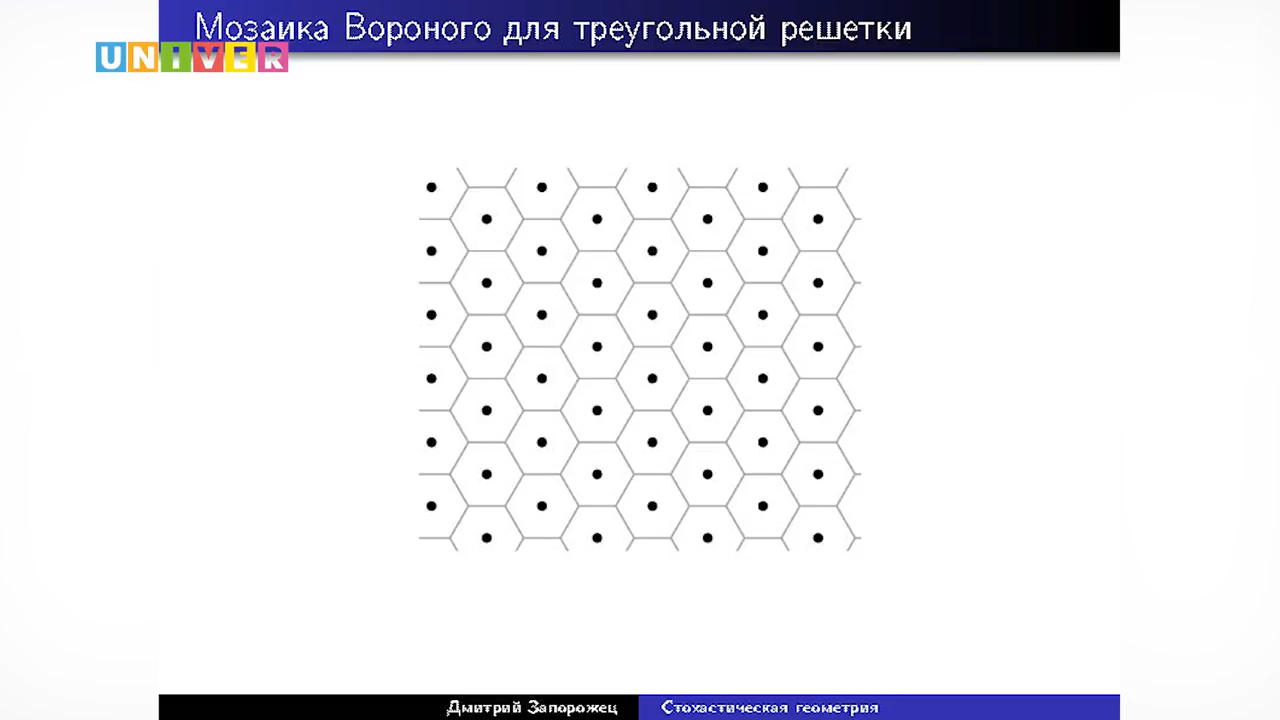 Мозаика Вороного для треугольной решетки
UNIVER
Дмитрий Запорожец
Стохастическая геометрия